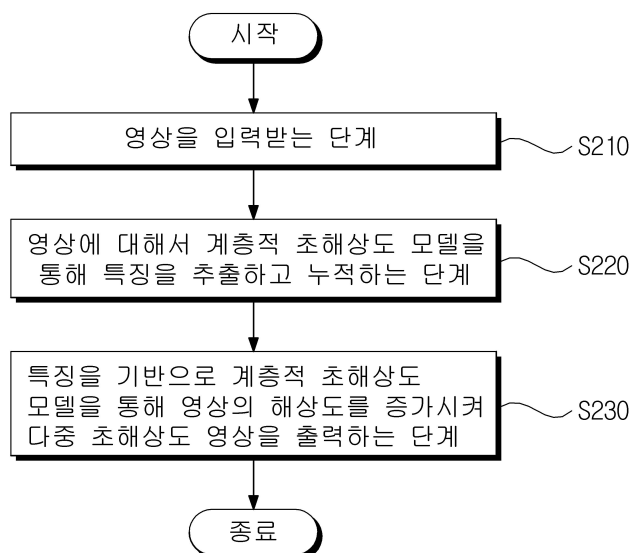 시작
영상을 입력받는 단계
S210
영상에 대해서 계층적 초해상도 모델을
통해 특징을 추출하고 누적하는 단계
S220
특징을 기반으로 계층적 초해상도
모델을 통해 영상의 해상도를 증가시켜
다중 초해상도 영상을 출력하는 단계
S230
종료